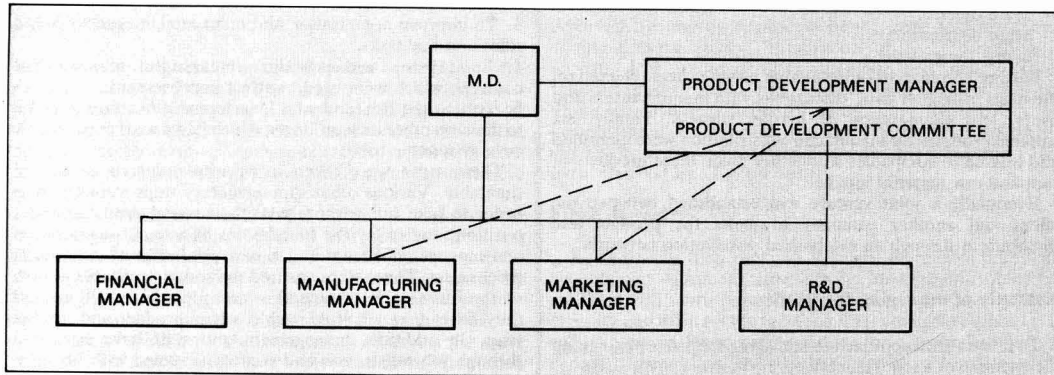 M.D.
PRODUCT DEVELOPMENT MANAGER
PRODUCT DEVELOPMENT COMMITTEE
FINANCIAL
MANAGER
MANUFACTURING
MANAGER
MARKETING
MANAGER
R&D
MANAGER